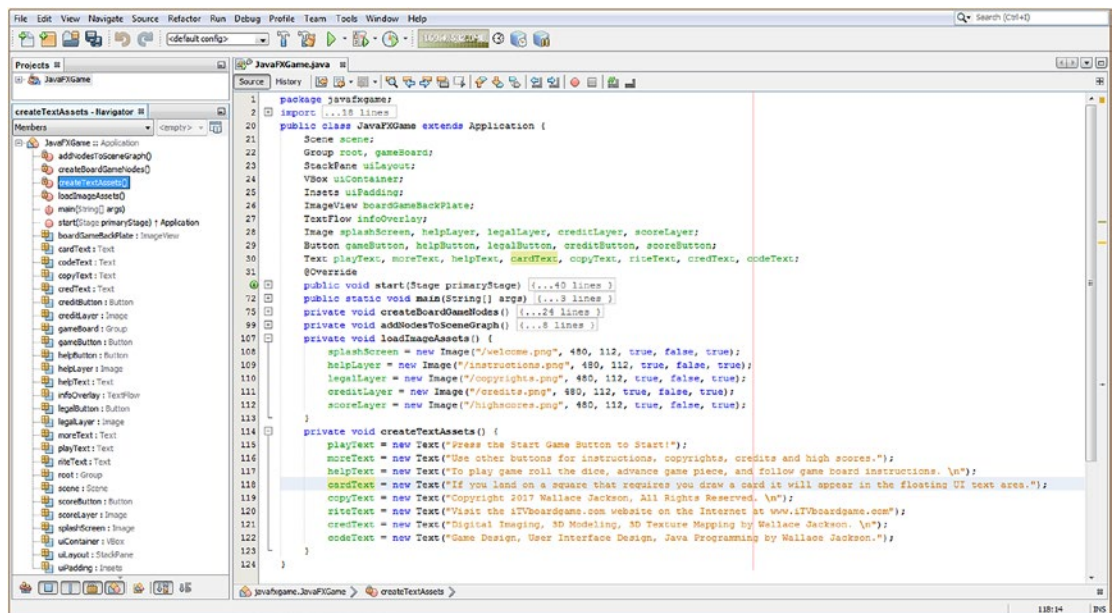 File Edit View Navigate Source Refactor Run Debug Profile Team Tools Window Help
Search (Ctrl+I)
<default config>
Projects
JavaFXGame
createTextAssets - Navigator
Members
<empty>
JavaFXGame :: Application
addNodesToSceneGraph()
createBoardGameNodes()
createTextAssets()
loadImageAssets()
main(String[] args)
start(Stage primaryStage) ↑ Application
boardGameBackPlate : ImageView
cardText : Text
codeText : Text
copyText : Text
credText : Text
creditButton : Button
creditLayer : Image
gameBoard : Group
gameButton : Button
helpButton : Button
helpLayer : Image
helpText : Text
infoOverlay : TextFlow
legalButton : Button
legalLayer : Image
moreText : Text
playText : Text
riteText : Text
root : Group
scene : Scene
scoreButton : Button
scoreLayer : Image
splashScreen : Image
uiContainer : VBox
uiLayout : StackPane
uiPadding : Insets
JavaFXGame.java
Source History
1 package javafxgame;
2 import ...18 lines
20 public class JavaFXGame extends Application {
21 Scene scene;
22 Group root, gameBoard;
23 StackPane uiLayout;
24 VBox uiContainer;
25 Insets uiPadding;
26 ImageView boardGameBackPlate;
27 TextFlow infoOverlay;
28 Image splashScreen, helpLayer, legalLayer, creditLayer, scoreLayer;
29 Button gameButton, helpButton, legalButton, creditButton, scoreButton;
30 Text playText, moreText, helpText, cardText, copyText, riteText, credText, codeText;
31 @Override
public void start(Stage primaryStage) {...40 lines }
72 public static void main(String[] args) {...3 lines }
75 private void createBoardGameNodes() {...24 lines }
99 private void addNodesToSceneGraph() {...8 lines }
107 private void loadImageAssets() {
108 splashScreen = new Image("/welcome.png", 480, 112, true, false, true);
109 helpLayer = new Image("/instructions.png", 480, 112, true, false, true);
110 legalLayer = new Image("/copyrights.png", 480, 112, true, false, true);
111 creditLayer = new Image("/credits.png", 480, 112, true, false, true);
112 scoreLayer = new Image("/highscores.png", 480, 112, true, false, true);
113 }
114 private void createTextAssets() {
115 playText = new Text("Press the Start Game Button to Start!");
116 moreText = new Text("Use other buttons for instructions, copyrights, credits and high scores.");
117 helpText = new Text("To play game roll the dice, advance game piece, and follow game board instructions. \n");
118 cardText = new Text("If you land on a square that requires you draw a card it will appear in the floating UI text area.");
119 copyText = new Text("Copyright 2017 Wallace Jackson, All Rights Reserved. \n");
120 riteText = new Text("Visit the iTVboardgame.com website on the Internet at www.iTVboardgame.com");
121 credText = new Text("Digital Imaging, 3D Modeling, 3D Texture Mapping by Wallace Jackson. \n");
122 codeText = new Text("Game Design, User Interface Design, Java Programming by Wallace Jackson.");
123 }
124 }
javafxgame.JavaFXGame createTextAssets
118:14 INS